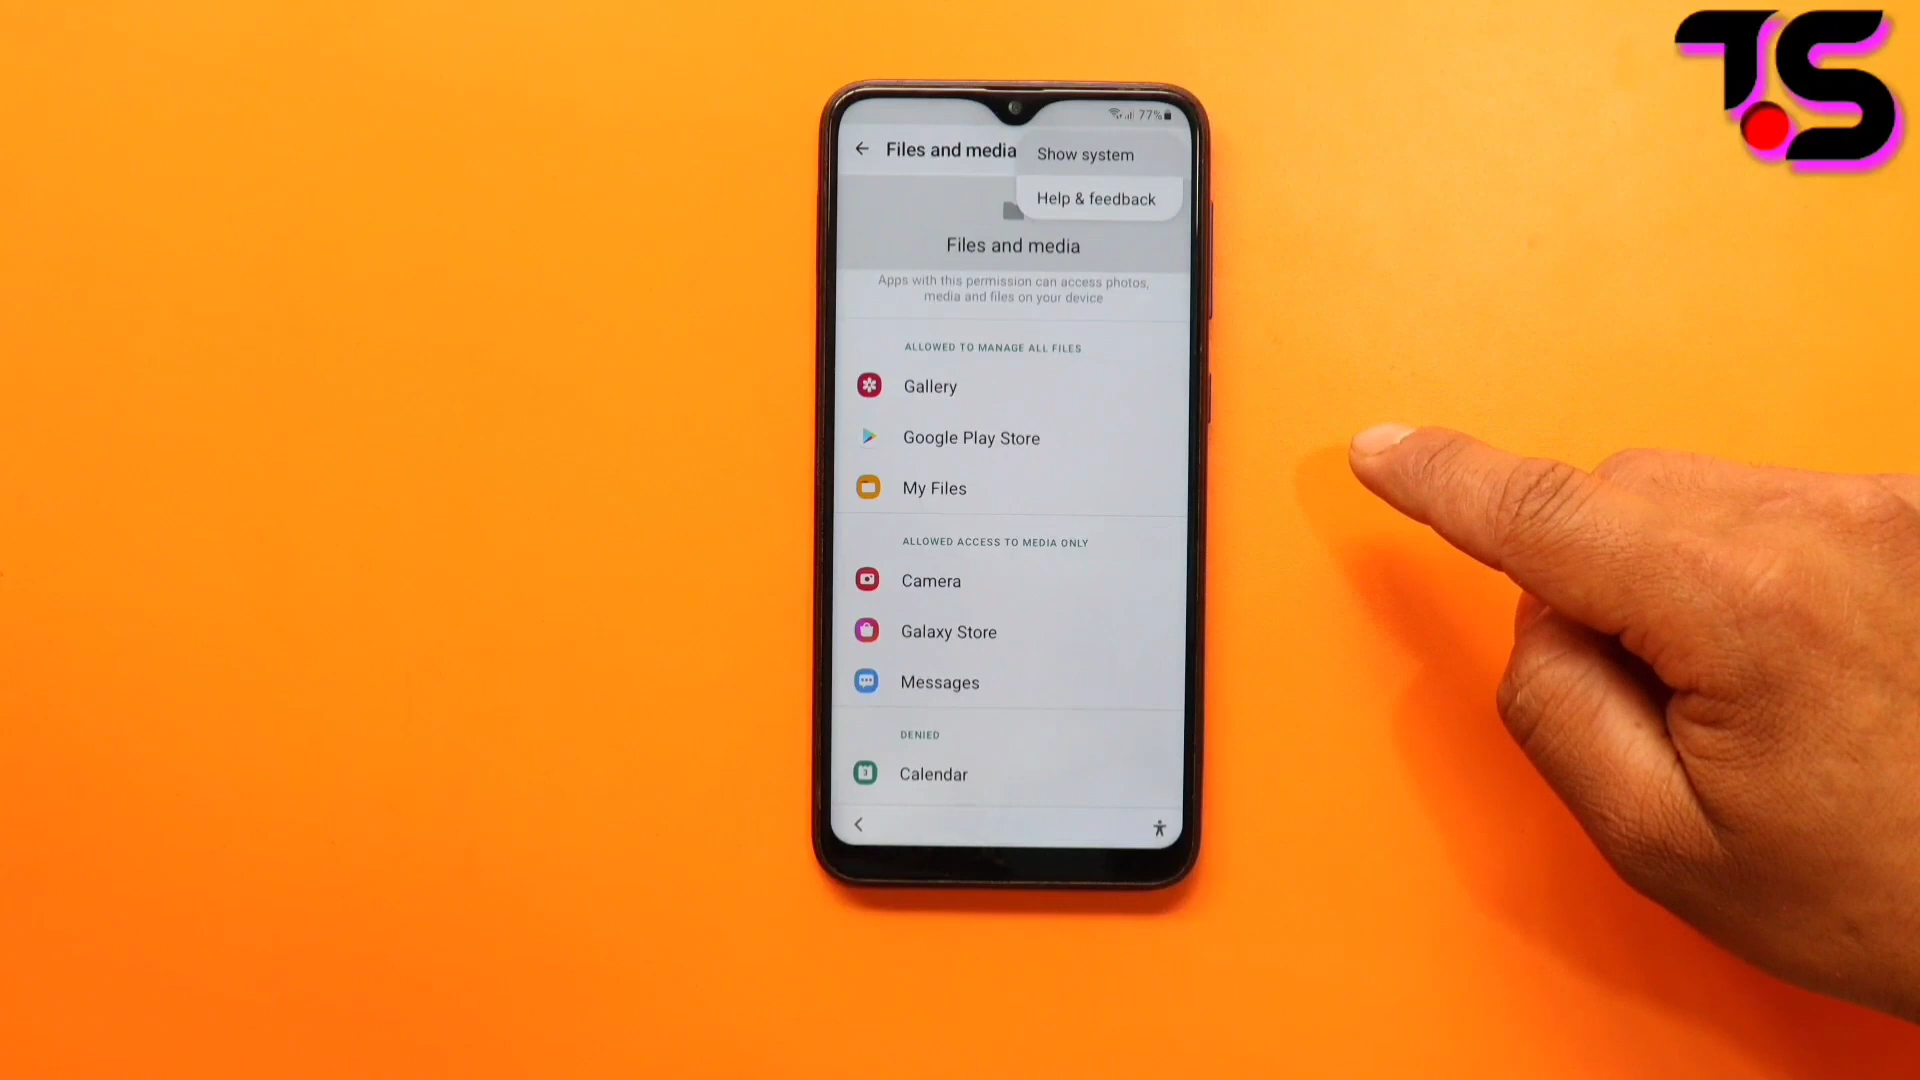 T.S
77%
Files and media
Show system
Help & feedback
Files and media
Apps with this permission can access photos,
media and files on your device
ALLOWED TO MANAGE ALL FILES
Gallery
Google Play Store
My Files
ALLOWED ACCESS TO MEDIA ONLY
Camera
Galaxy Store
Messages
DENIED
3
Calendar